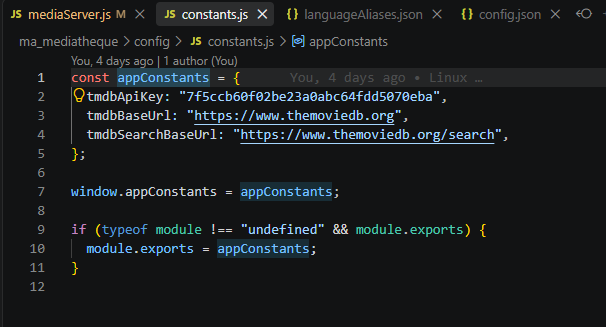 JS mediaServer.js M JS constants.js languageAliases.json config.json
ma_mediatheque > config > JS constants.js > appConstants
You, 4 days ago | 1 author (You)
1 const appConstants = { You, 4 days ago • Linux …
2 tmdbApiKey: "7f5ccb60f02be23a0abc64fdd5070eba",
3 tmdbBaseUrl: "https://www.themoviedb.org",
4 tmdbSearchBaseUrl: "https://www.themoviedb.org/search",
5 };
6
7 window.appConstants = appConstants;
8
9 if (typeof module !== "undefined" && module.exports) {
10 module.exports = appConstants;
11 }
12